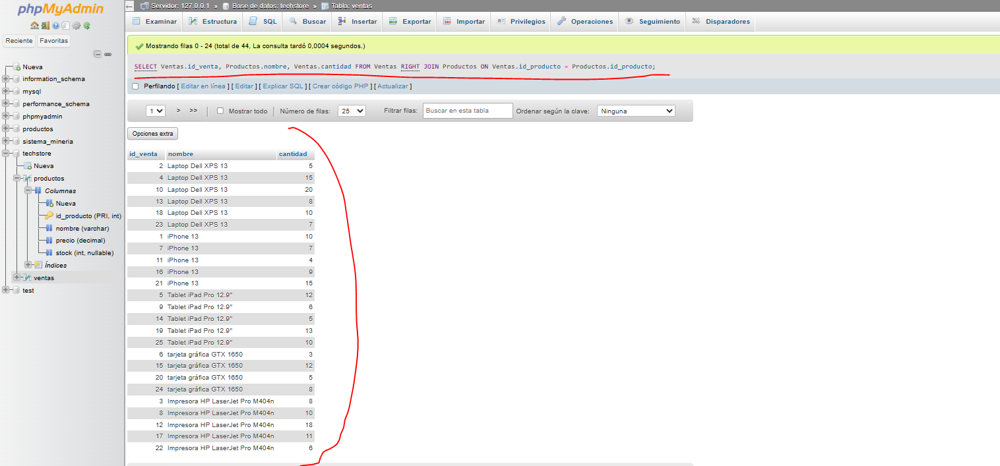 phpMyAdmin
Reciente Favoritas
Nueva
information_schema
mysql
performance_schema
phpmyadmin
productos
sistema_mineria
techstore
Nueva
productos
Columnas
Nueva
id_producto (PRI, int)
nombre (varchar)
precio (decimal)
stock (int, nullable)
Índices
ventas
test
Servidor: 127.0.0.1 » Base de datos: techstore » Tabla: ventas
Examinar Estructura SQL Buscar Insertar Exportar Importar Privilegios Operaciones Seguimiento Disparadores
Mostrando filas 0 - 24 (total de 44, La consulta tardó 0,0004 segundos.)
SELECT Ventas.id_venta, Productos.nombre, Ventas.cantidad FROM Ventas RIGHT JOIN Productos ON Ventas.id_producto = Productos.id_producto;
Perfilando [ Editar en línea ] [ Editar ] [ Explicar SQL ] [ Crear código PHP ] [ Actualizar ]
1 > >> Mostrar todo Número de filas: 25 Filtrar filas: Buscar en esta tabla Ordenar según la clave: Ninguna
Opciones extra
id_venta nombre cantidad
2 Laptop Dell XPS 13 5
4 Laptop Dell XPS 13 15
10 Laptop Dell XPS 13 20
13 Laptop Dell XPS 13 8
18 Laptop Dell XPS 13 10
23 Laptop Dell XPS 13 7
1 iPhone 13 10
7 iPhone 13 7
11 iPhone 13 4
16 iPhone 13 9
21 iPhone 13 15
5 Tablet iPad Pro 12.9" 12
9 Tablet iPad Pro 12.9" 6
14 Tablet iPad Pro 12.9" 5
19 Tablet iPad Pro 12.9" 13
25 Tablet iPad Pro 12.9" 10
6 tarjeta gráfica GTX 1650 3
15 tarjeta gráfica GTX 1650 12
20 tarjeta gráfica GTX 1650 5
24 tarjeta gráfica GTX 1650 8
3 Impresora HP LaserJet Pro M404n 8
8 Impresora HP LaserJet Pro M404n 10
12 Impresora HP LaserJet Pro M404n 18
17 Impresora HP LaserJet Pro M404n 11
22 Impresora HP LaserJet Pro M404n 6